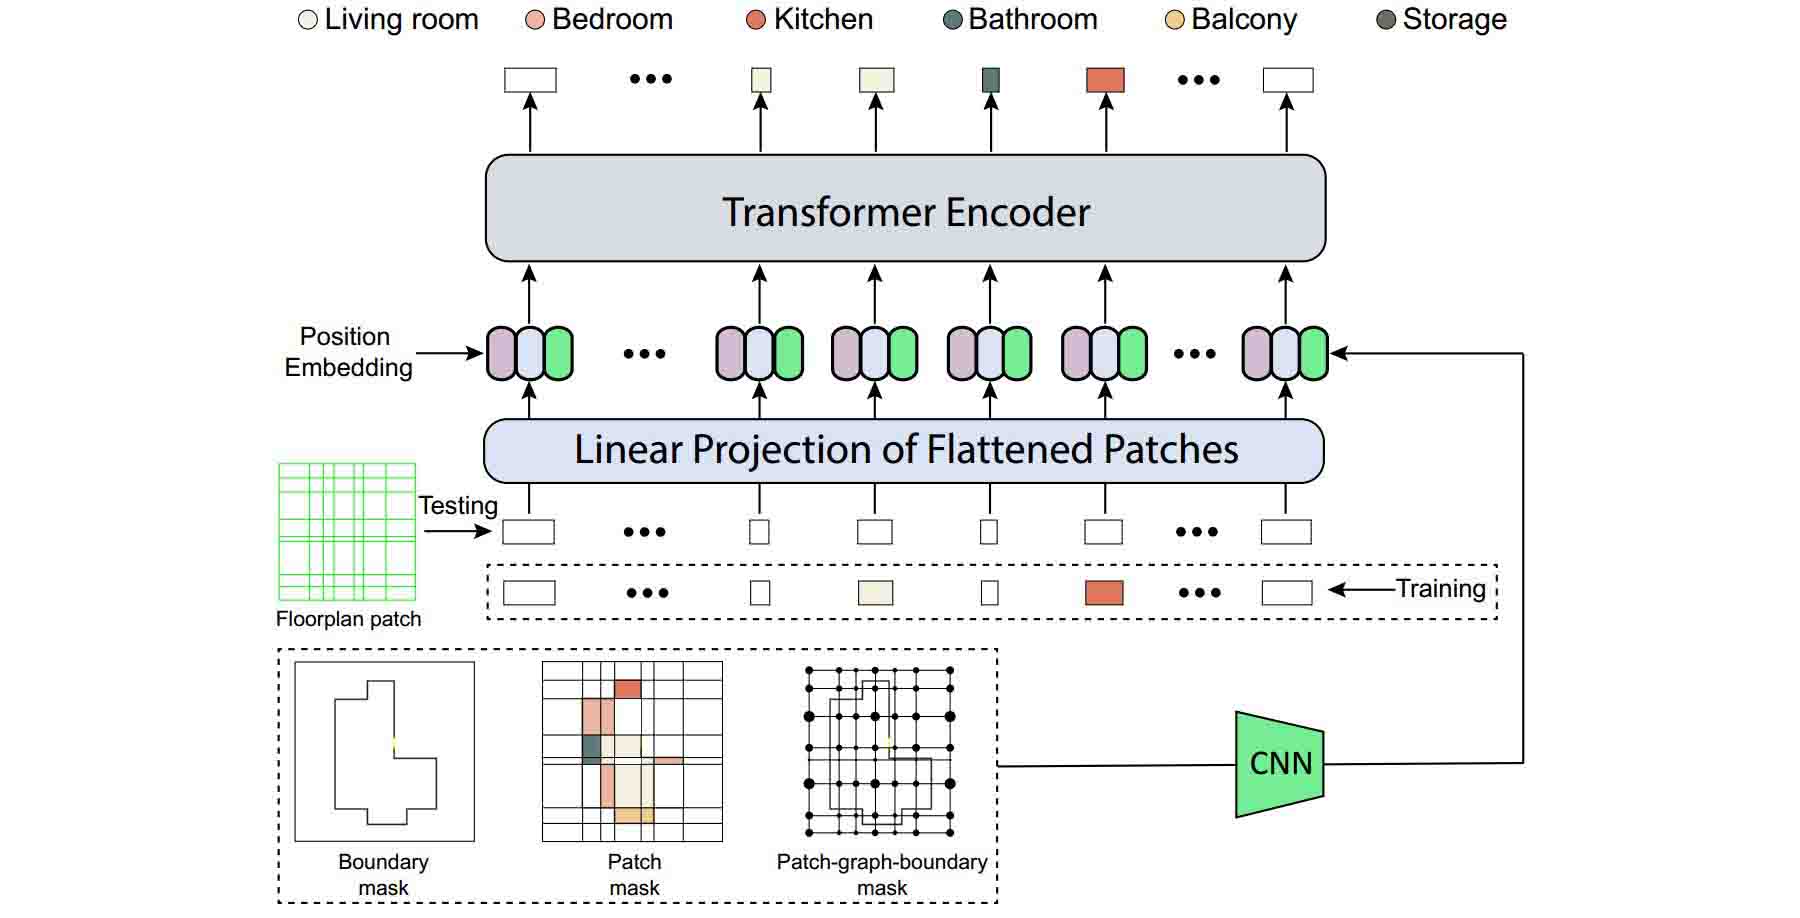 Living room Bedroom Kitchen Bathroom Balcony Storage
Transformer Encoder
Position
Embedding
Linear Projection of Flattened Patches
Testing
Floorplan patch
Training
CNN
Boundary
mask
Patch
mask
Patch-graph-boundary
mask